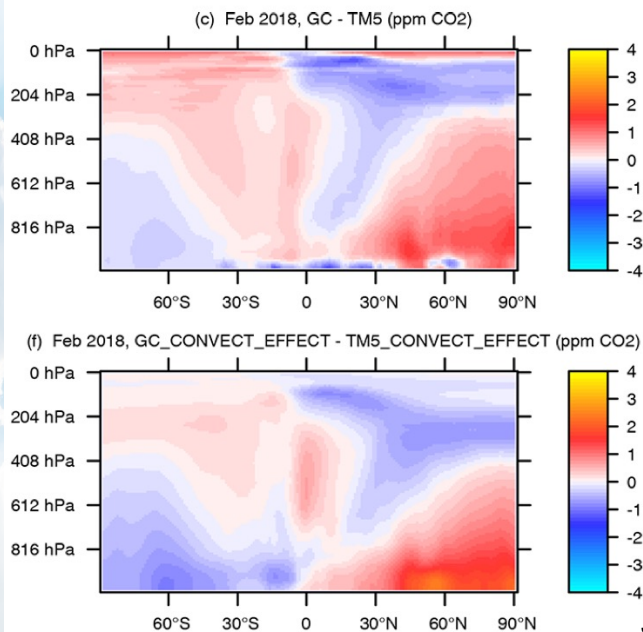 (c) Feb 2018, GC - TM5 (ppm CO2)
0 hPa
204 hPa
408 hPa
612 hPa
816 hPa
60°S 30°S 0 30°N 60°N 90°N
4
3
2
1
0
-1
-2
-3
-4
(f) Feb 2018, GC_CONVECT_EFFECT - TM5_CONVECT_EFFECT (ppm CO2)
0 hPa
204 hPa
408 hPa
612 hPa
816 hPa
60°S 30°S 0 30°N 60°N 90°N
4
3
2
1
0
-1
-2
-3
-4